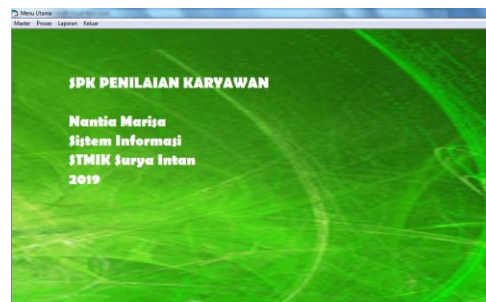 Menu Utama
Master Proses Laporan Keluar
SPK PENILAIAN KARYAWAN
Nantia Marisa
Sistem Informasi
STMIK Surya Intan
2019